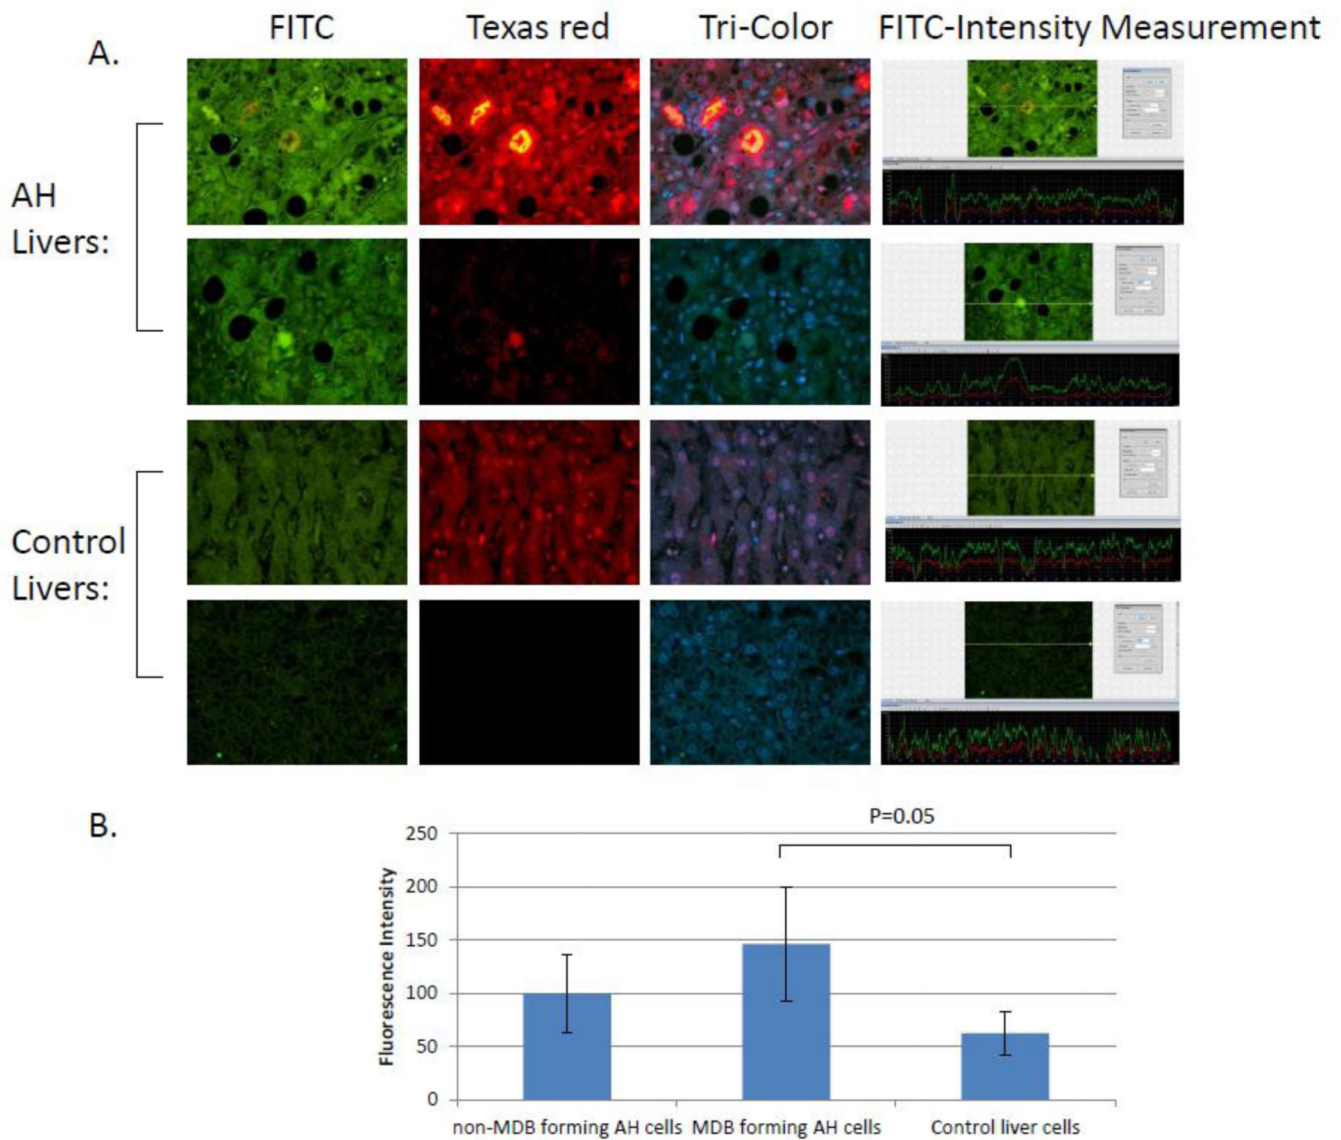 FITC Texas red Tri-Color FITC-Intensity Measurement
A.
AH
Livers:
Control
Livers:
B.
P=0.05
250
200
150
100
50
0
Fluorescence Intensity
non-MDB forming AH cells MDB forming AH cells Control liver cells